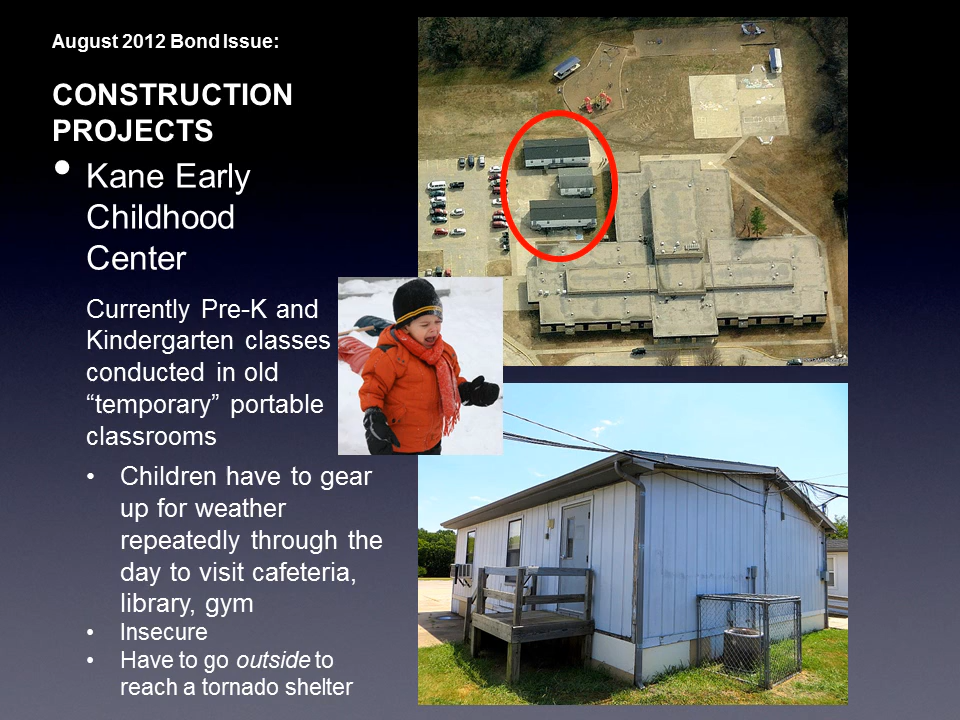 August 2012 Bond Issue:
CONSTRUCTION
PROJECTS
• Kane Early
Childhood
Center
Currently Pre-K and
Kindergarten classes
conducted in old
“temporary” portable
classrooms
• Children have to gear
up for weather
repeatedly through the
day to visit cafeteria,
library, gym
• Insecure
• Have to go outside to
reach a tornado shelter